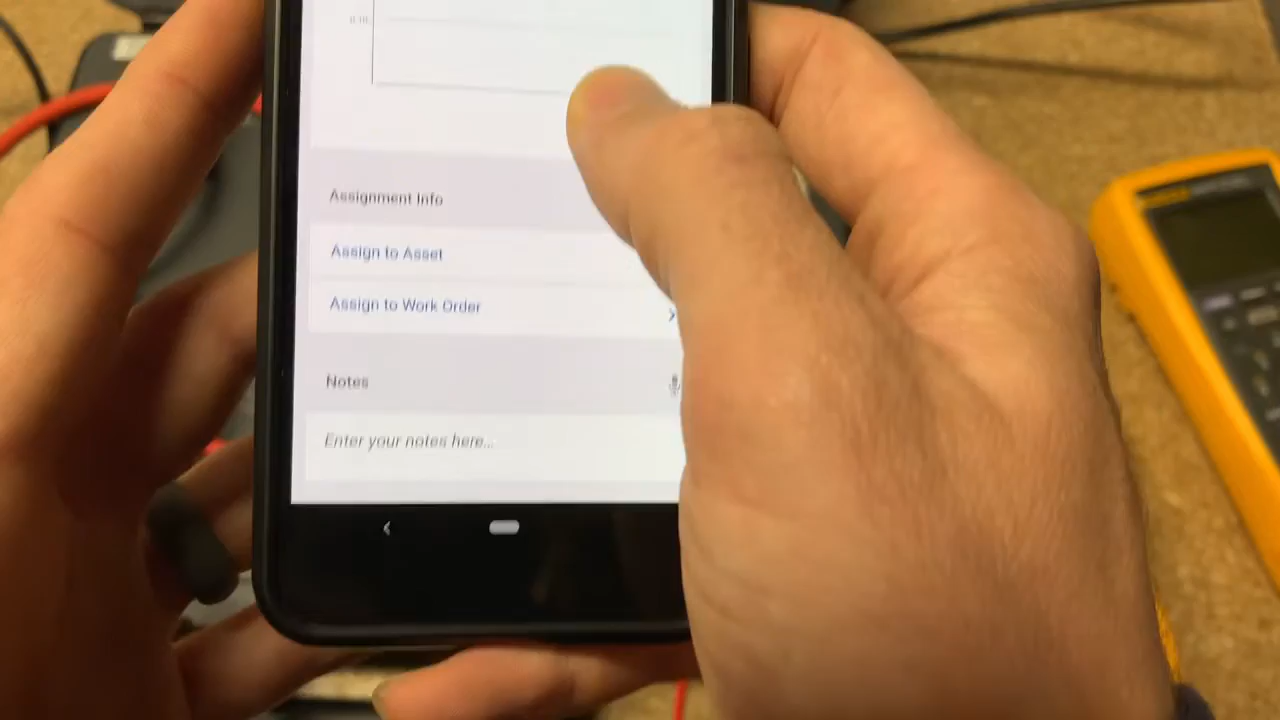 Assignment Info
Assign to Asset
Assign to Work Order
Notes
Enter your notes here...